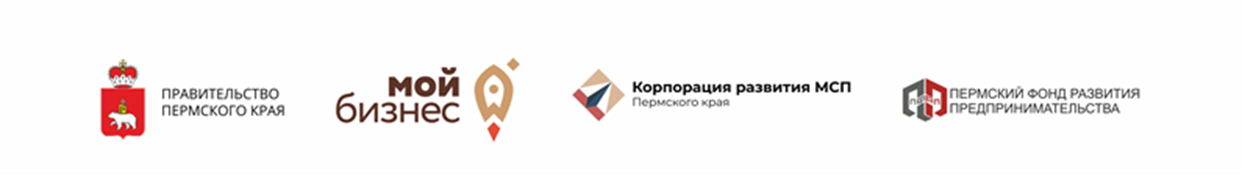 ПРАВИТЕЛЬСТВО
ПЕРМСКОГО КРАЯ
мой
бизнес
Корпорация развития МСП
Пермского края
ПЕРМСКИЙ ФОНД РАЗВИТИЯ
ПРЕДПРИНИМАТЕЛЬСТВА